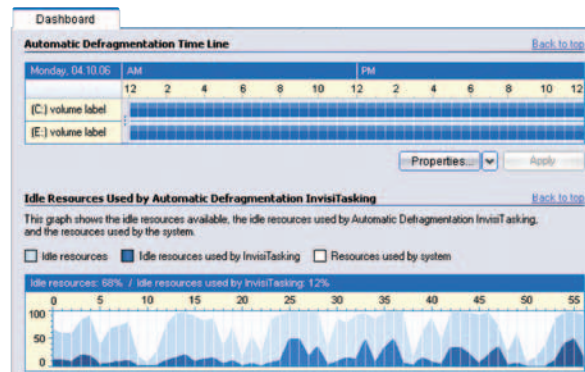 Dashboard
Automatic Defragmentation Time Line Back to top
Monday, 04.10.06 AM PM
12 2 4 6 8 10 12 2 4 6 8 10 12
(C:) volume label
(E:) volume label
Properties... Apply
Idle Resources Used by Automatic Defragmentation InvisiTasking Back to top
This graph shows the idle resources available, the idle resources used by Automatic Defragmentation InvisiTasking,
and the resources used by the system.
Idle resources Idle resources used by InvisiTasking Resources used by system
Idle resources: 68% / Idle resources used by InvisiTasking: 12%
0 5 10 15 20 25 30 35 40 45 50 55
100
50
0